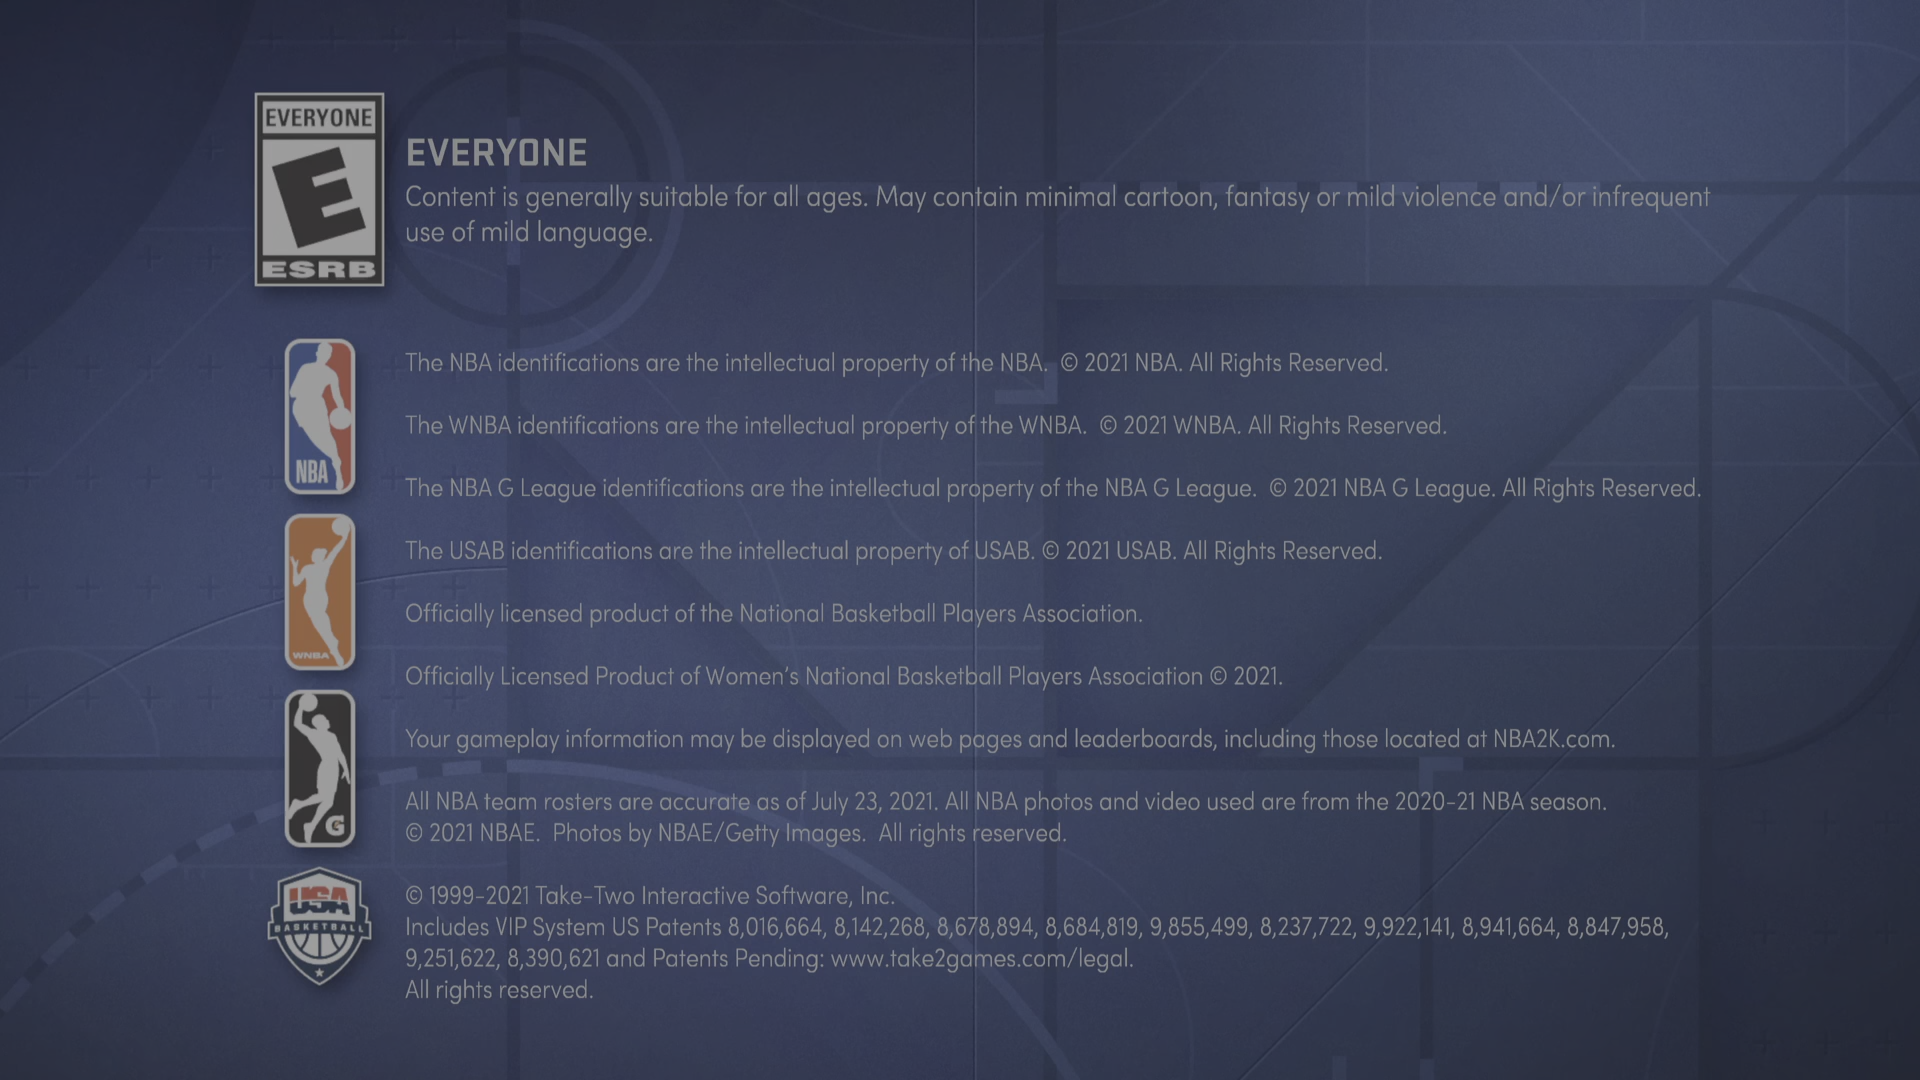 EVERYONE
E
ESRB
EVERYONE
Content is generally suitable for all ages. May contain minimal cartoon, fantasy or mild violence and/or infrequent
use of mild language.
NBA
The NBA identifications are the intellectual property of the NBA.  © 2021 NBA. All Rights Reserved.
The WNBA identifications are the intellectual property of the WNBA.  © 2021 WNBA. All Rights Reserved.
The NBA G League identifications are the intellectual property of the NBA G League.  © 2021 NBA G League. All Rights Reserved.
WNBA
The USAB identifications are the intellectual property of USAB. © 2021 USAB. All Rights Reserved.
Officially licensed product of the National Basketball Players Association.
Officially Licensed Product of Women's National Basketball Players Association © 2021.
G
Your gameplay information may be displayed on web pages and leaderboards, including those located at NBA2K.com.
All NBA team rosters are accurate as of July 23, 2021. All NBA photos and video used are from the 2020-21 NBA season.
© 2021 NBAE.  Photos by NBAE/Getty Images.  All rights reserved.
USA
BASKETBALL
© 1999-2021 Take-Two Interactive Software, Inc.
Includes VIP System US Patents 8,016,664, 8,142,268, 8,678,894, 8,684,819, 9,855,499, 8,237,722, 9,922,141, 8,941,664, 8,847,958,
9,251,622, 8,390,621 and Patents Pending: www.take2games.com/legal.
All rights reserved.